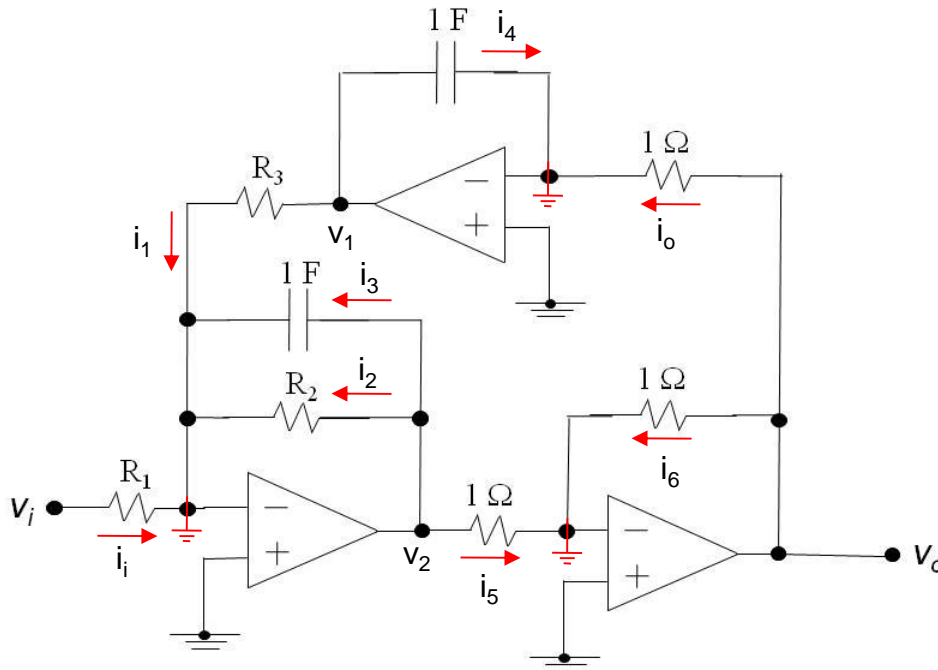 1 F
i₄
R₃
1 Ω
−
+
v₁
iₒ
i₁
1 F
i₃
R₂
i₂
1 Ω
i₆
vᵢ
R₁
iᵢ
−
+
v₂
1 Ω
i₅
−
+
vₒ